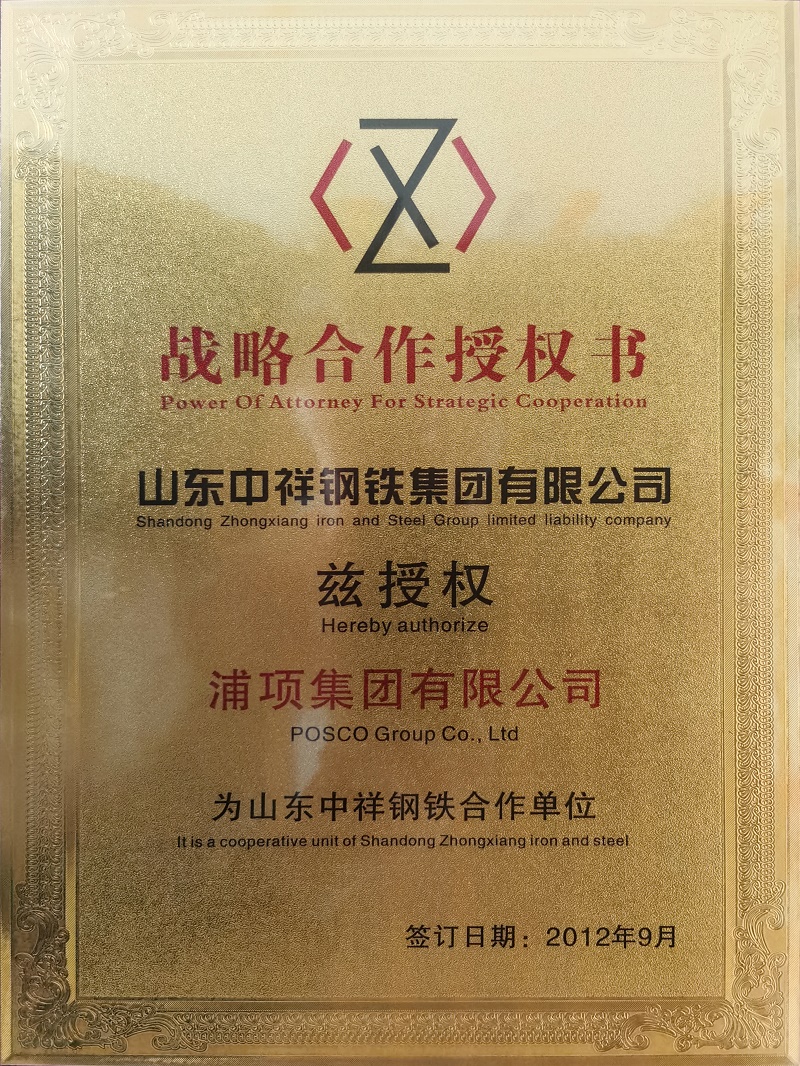 战略合作授权书
Power Of Attorney For Strategic Cooperation
山东中祥钢铁集团有限公司
Shandong Zhongxiang iron and Steel Group limited liability company
兹授权
Hereby authorize
浦项集团有限公司
POSCO Group Co., Ltd
为山东中祥钢铁合作单位
It is a cooperative unit of Shandong Zhongxiang iron and steel
签订日期：2012年9月